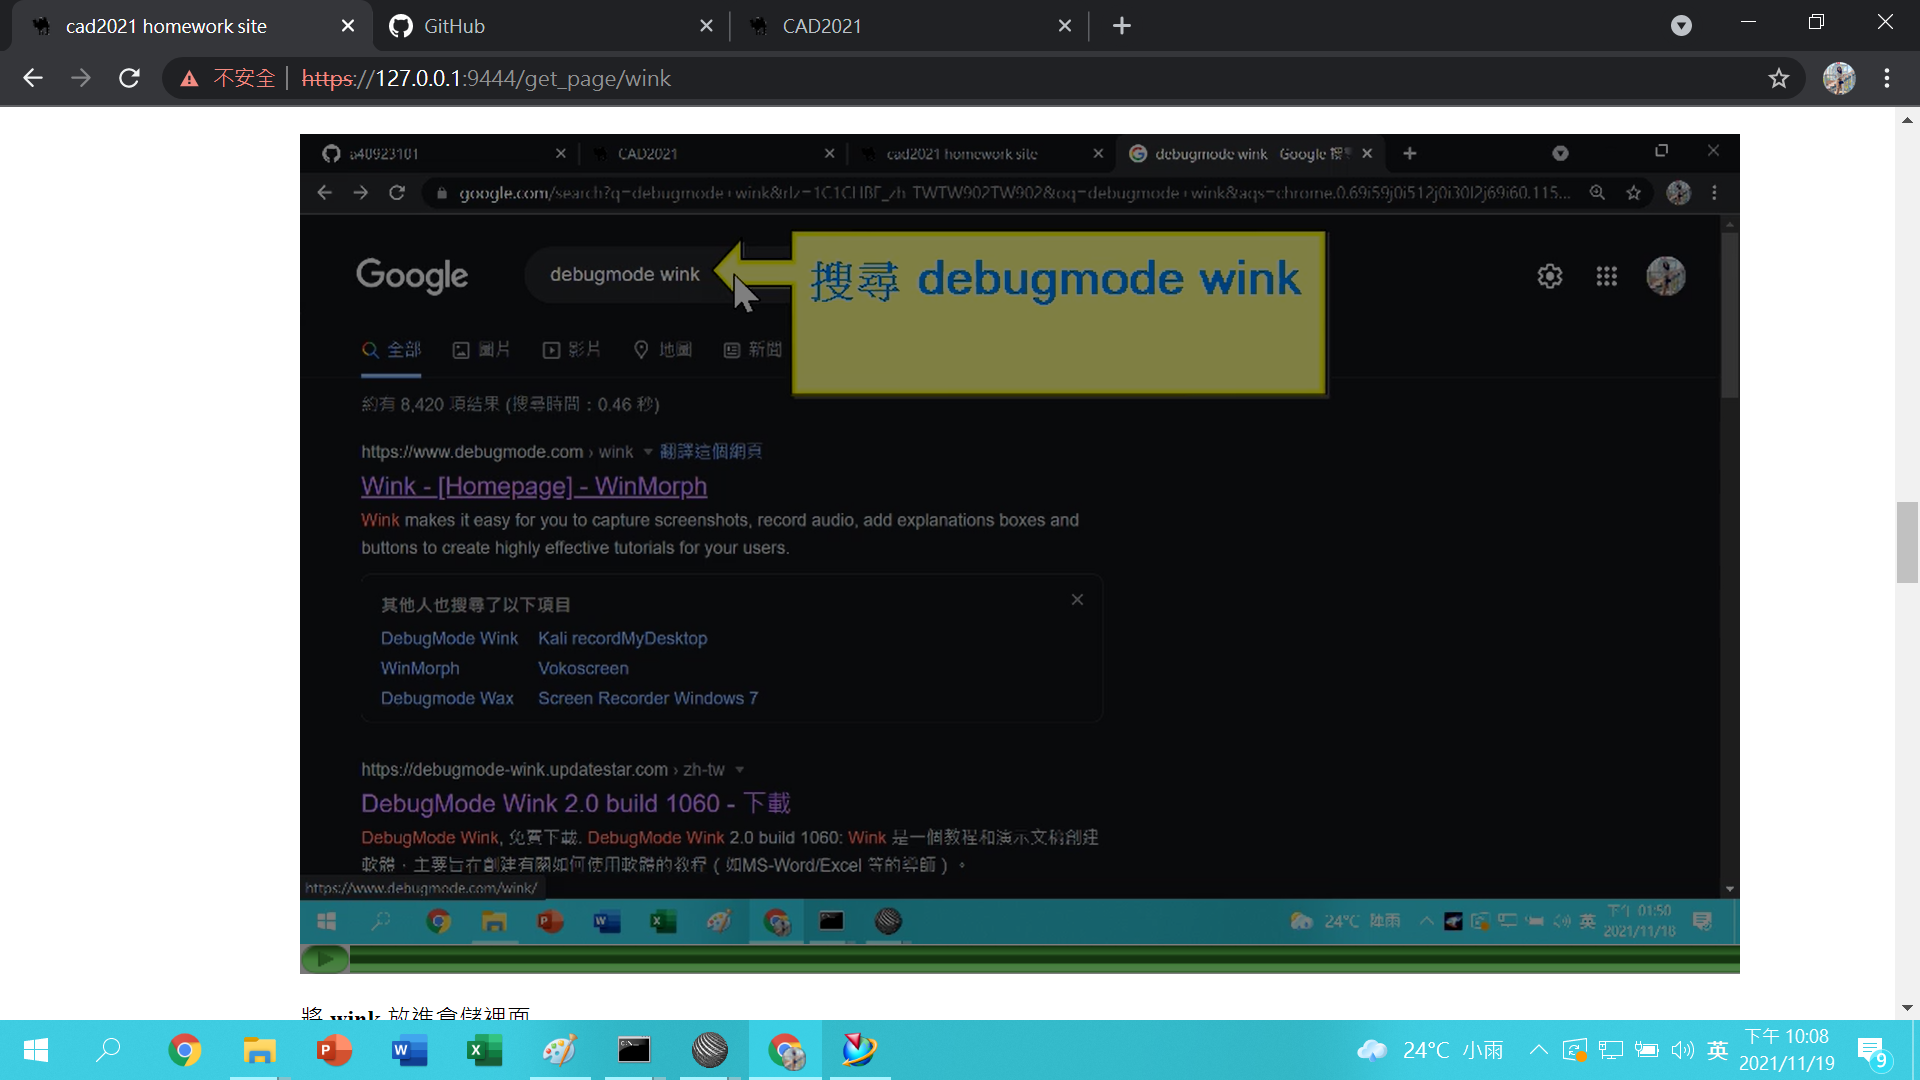 cad2021 homework site
GitHub
CAD2021
不安全
https://127.0.0.1:9444/get_page/wink
a40923101
CAD2021
cad2021 homework site
debugmode wink - Google
google.com/search?q=debugmode+wink&rlz=1C1CHBF_zh-TWTW902TW902&oq=debugmode+wink&aqs=chrome.0.69i59j0i512j0i30l2j69i60.115...
Google
debugmode wink
搜尋 debugmode wink
全部
圖片
影片
地圖
新聞
約有 8,420 項結果 (搜尋時間：0.46 秒)
https://www.debugmode.com › wink
翻譯這個網頁
Wink - [Homepage] - WinMorph
Wink makes it easy for you to capture screenshots, record audio, add explanations boxes and
buttons to create highly effective tutorials for your users.
其他人也搜尋了以下項目
DebugMode Wink
Kali recordMyDesktop
WinMorph
Vokoscreen
Debugmode Wax
Screen Recorder Windows 7
https://debugmode-wink.updatestar.com › zh-tw
DebugMode Wink 2.0 build 1060 - 下載
DebugMode Wink, 免費下載. DebugMode Wink 2.0 build 1060: Wink 是一個教程和演示文稿創建
軟體，主要旨在創建有關如何使用軟體的教程（如MS-Word/Excel 等的導師）。
https://www.debugmode.com/wink/
24°C 陣雨
英
下午 01:50
2021/11/18
將 wink 放進倉儲裡面
24°C 小雨
英
下午 10:08
2021/11/19
9